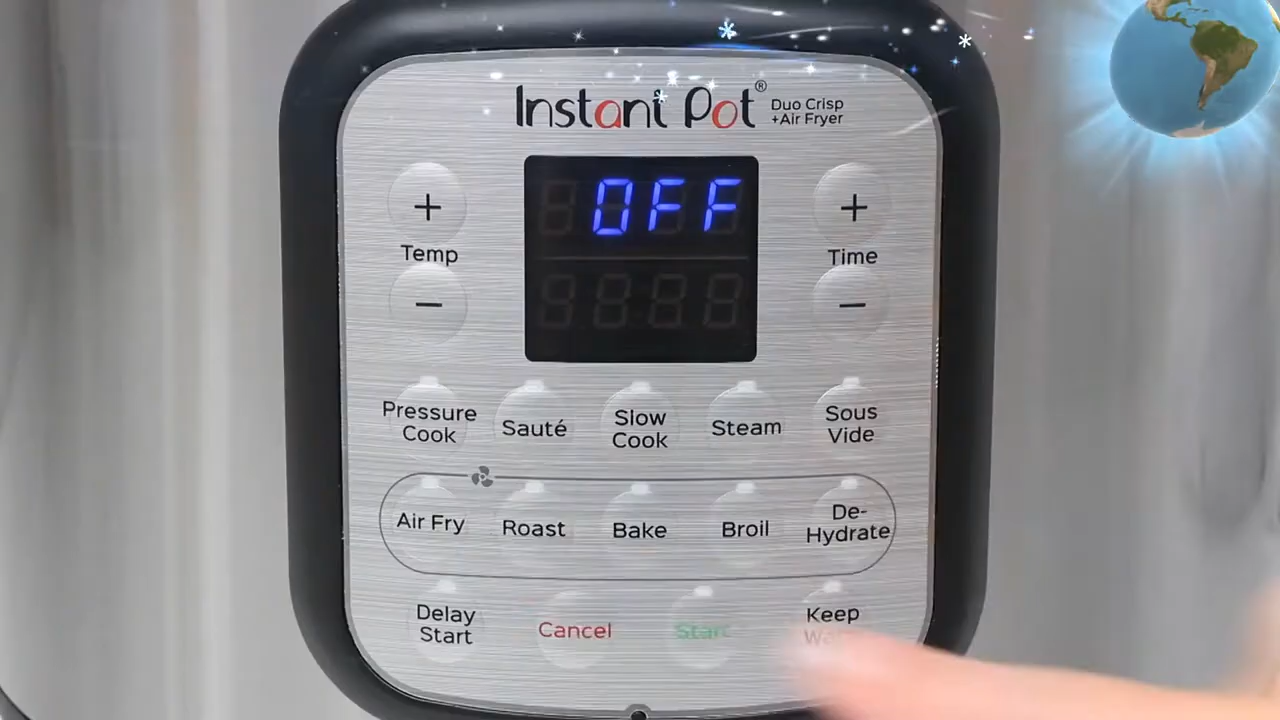 Instant Pot®
Duo Crisp
+Air Fryer
OFF
+
+
Temp
Time
−
−
Pressure
Cook
Sauté
Slow
Cook
Steam
Sous
Vide
Air Fry
Roast
Bake
Broil
De-
Hydrate
Delay
Start
Cancel
Start
Keep